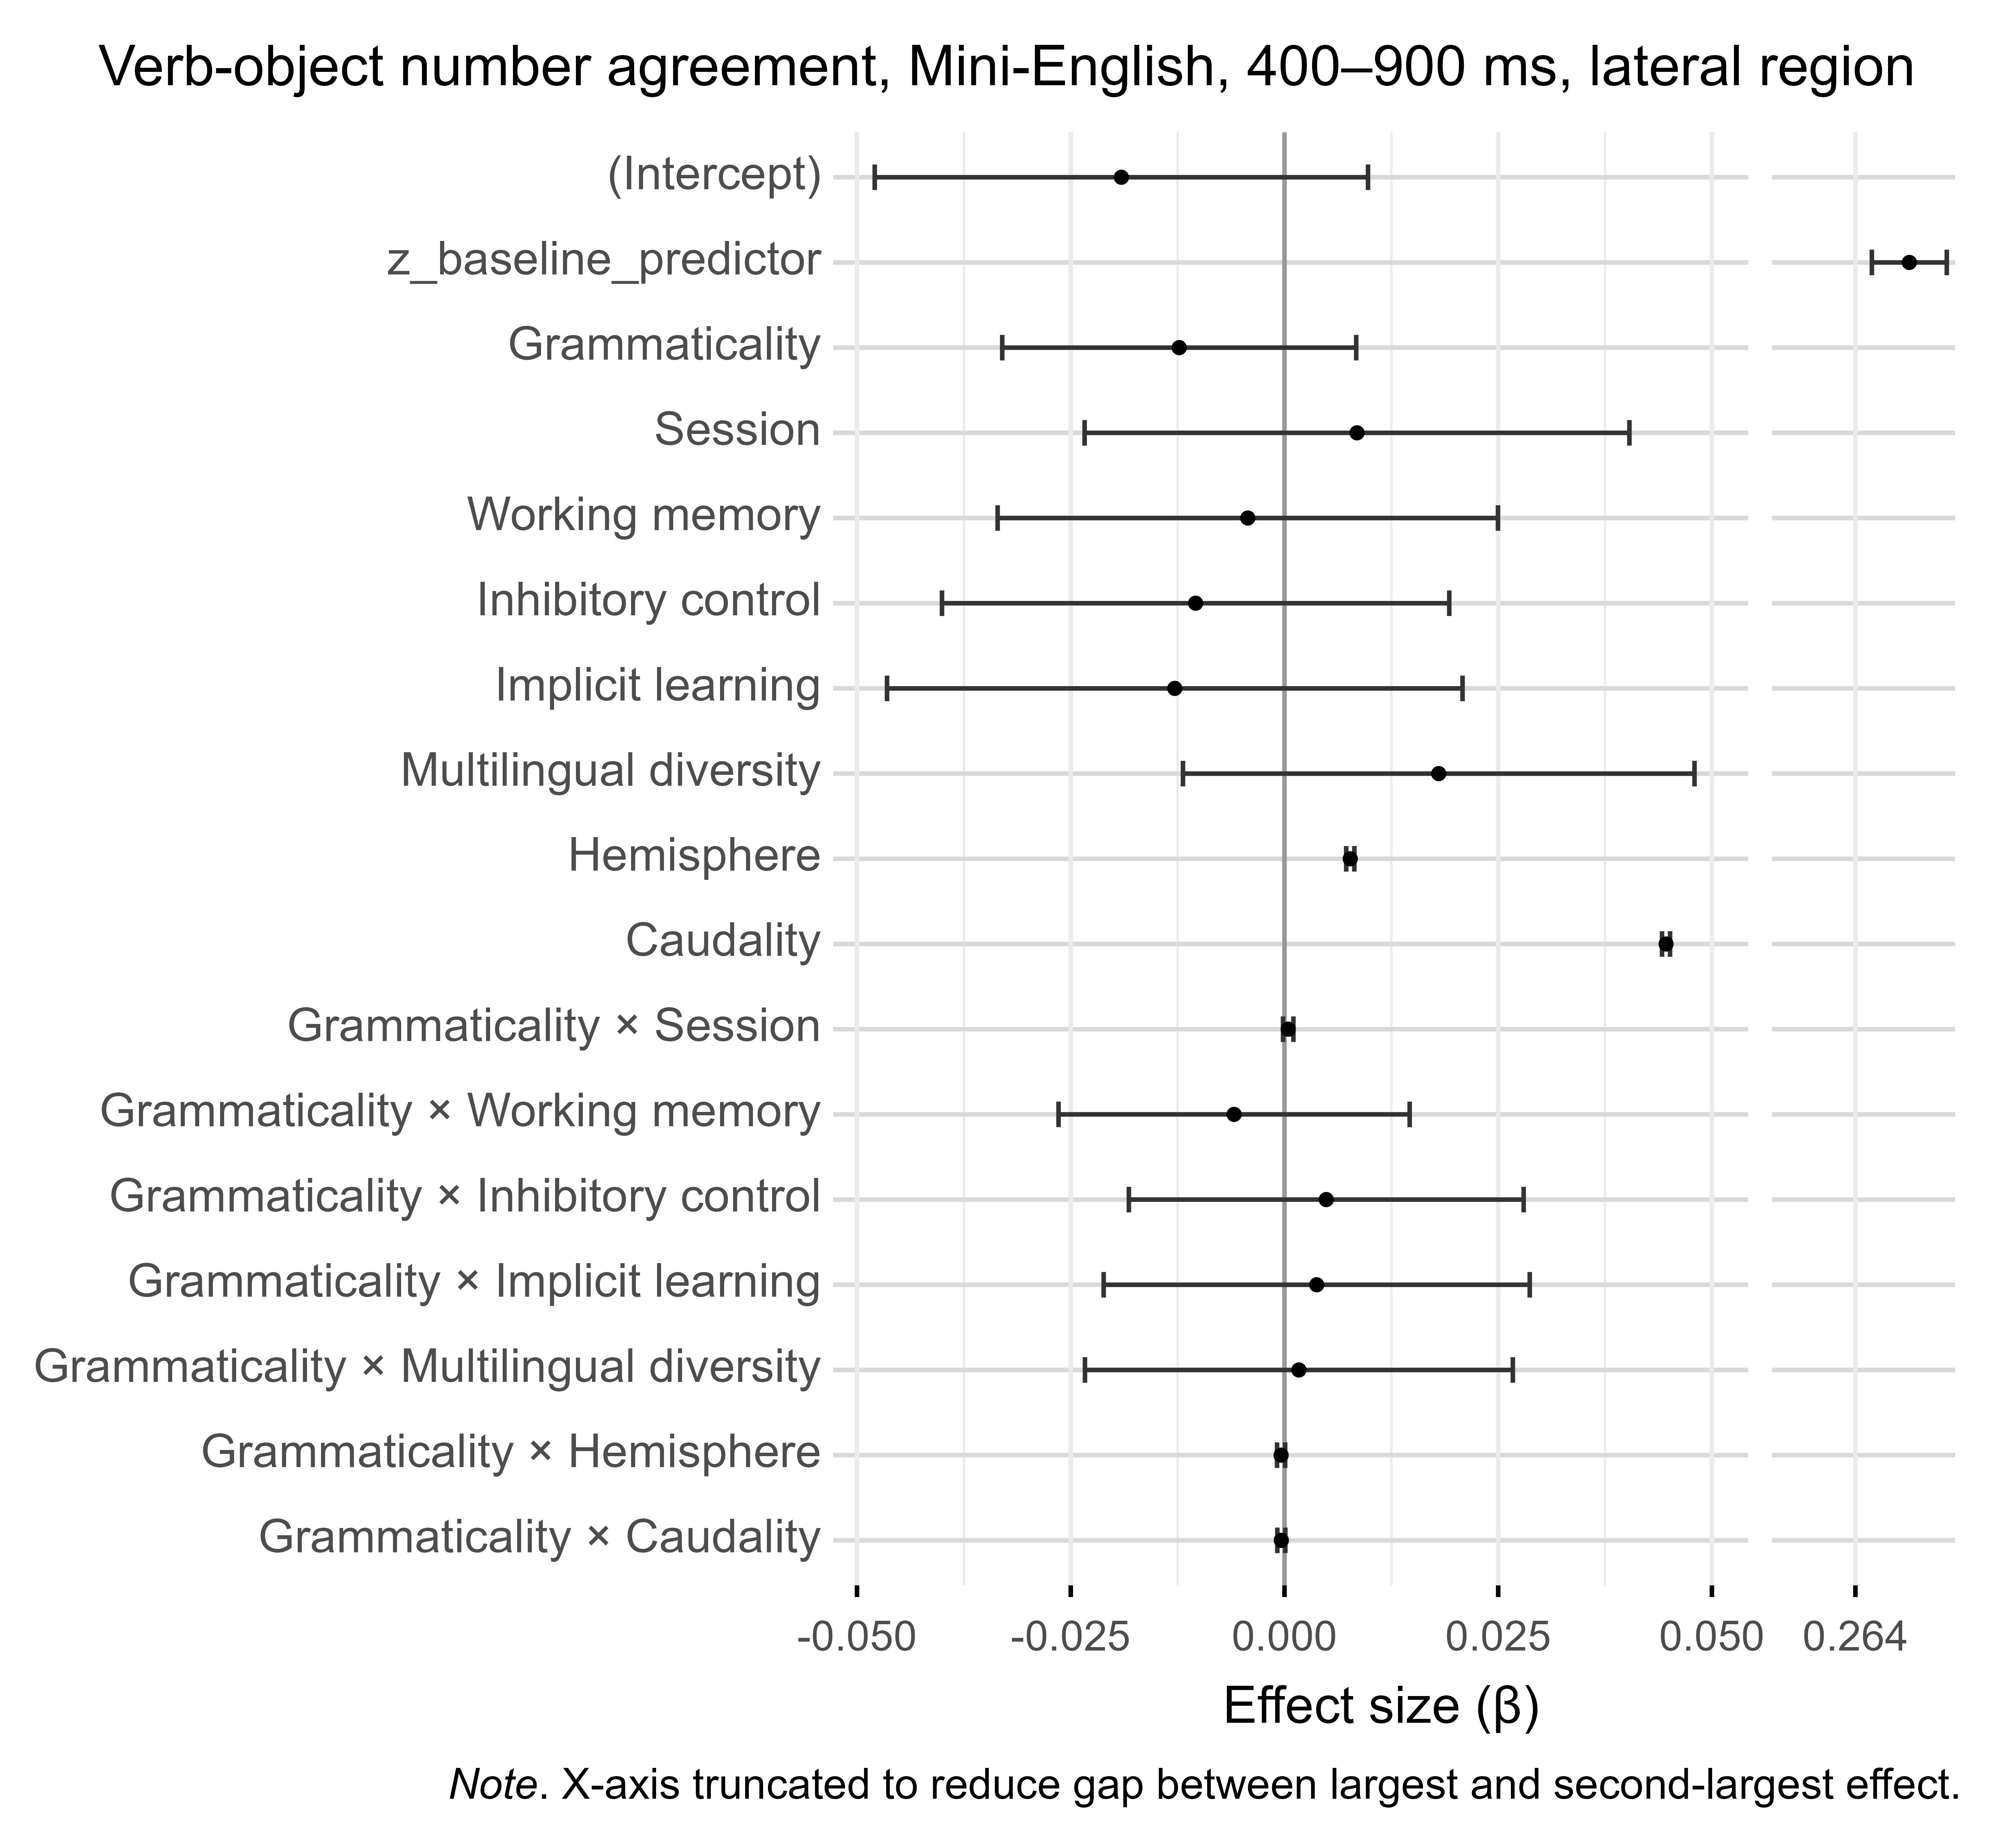 Verb-object number agreement, Mini-English, 400–900 ms, lateral region
(Intercept)
z_baseline_predictor
Grammaticality
Session
Working memory
Inhibitory control
Implicit learning
Multilingual diversity
Hemisphere
Caudality
Grammaticality × Session
Grammaticality × Working memory
Grammaticality × Inhibitory control
Grammaticality × Implicit learning
Grammaticality × Multilingual diversity
Grammaticality × Hemisphere
Grammaticality × Caudality
-0.050 -0.025 0.000 0.025 0.050 0.264
Effect size (β)
Note. X-axis truncated to reduce gap between largest and second-largest effect.